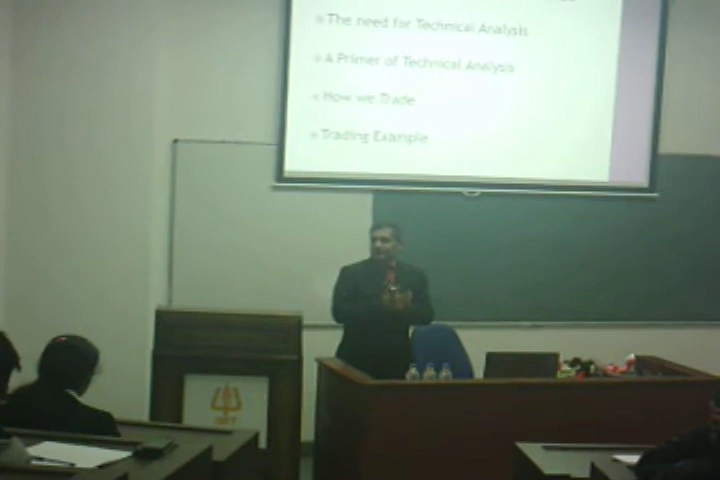 The need for Technical Analysis
A Primer of Technical Analysis
How we Trade
Trading Example